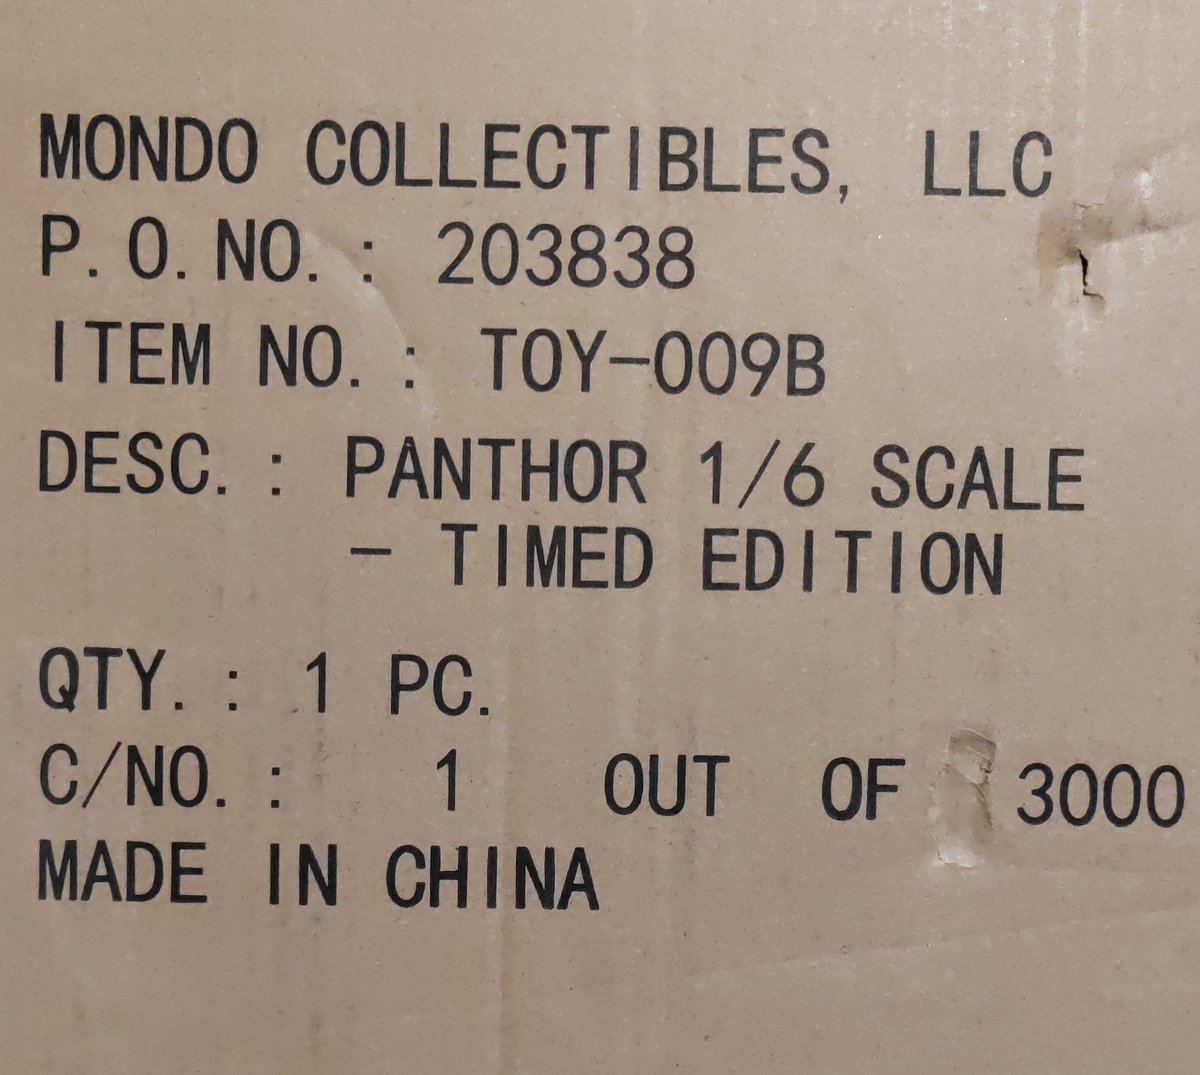 MONDO COLLECTIBLES, LLC
P.O.NO.: 203838
ITEM NO.: TOY-009B
DESC.: PANTHOR 1/6 SCALE
- TIMED EDITION
QTY.: 1 PC.
C/NO.: 1 OUT OF 3000
MADE IN CHINA